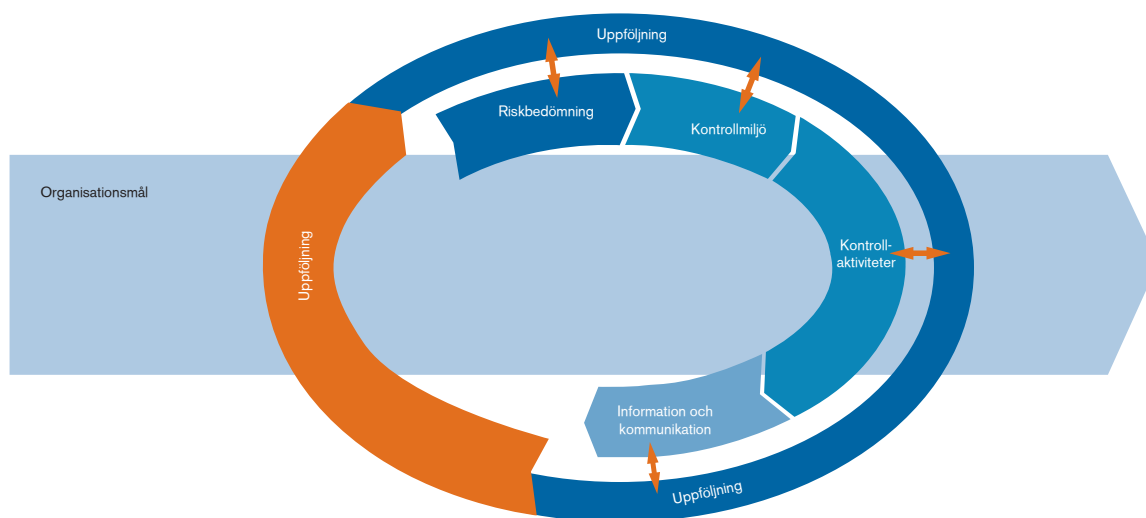 Uppföljning
Riskbedömning
Kontrollmiljö
Organisationsmål
Uppföljning
Kontroll-
aktiviteter
Information och
kommunikation
Uppföljning